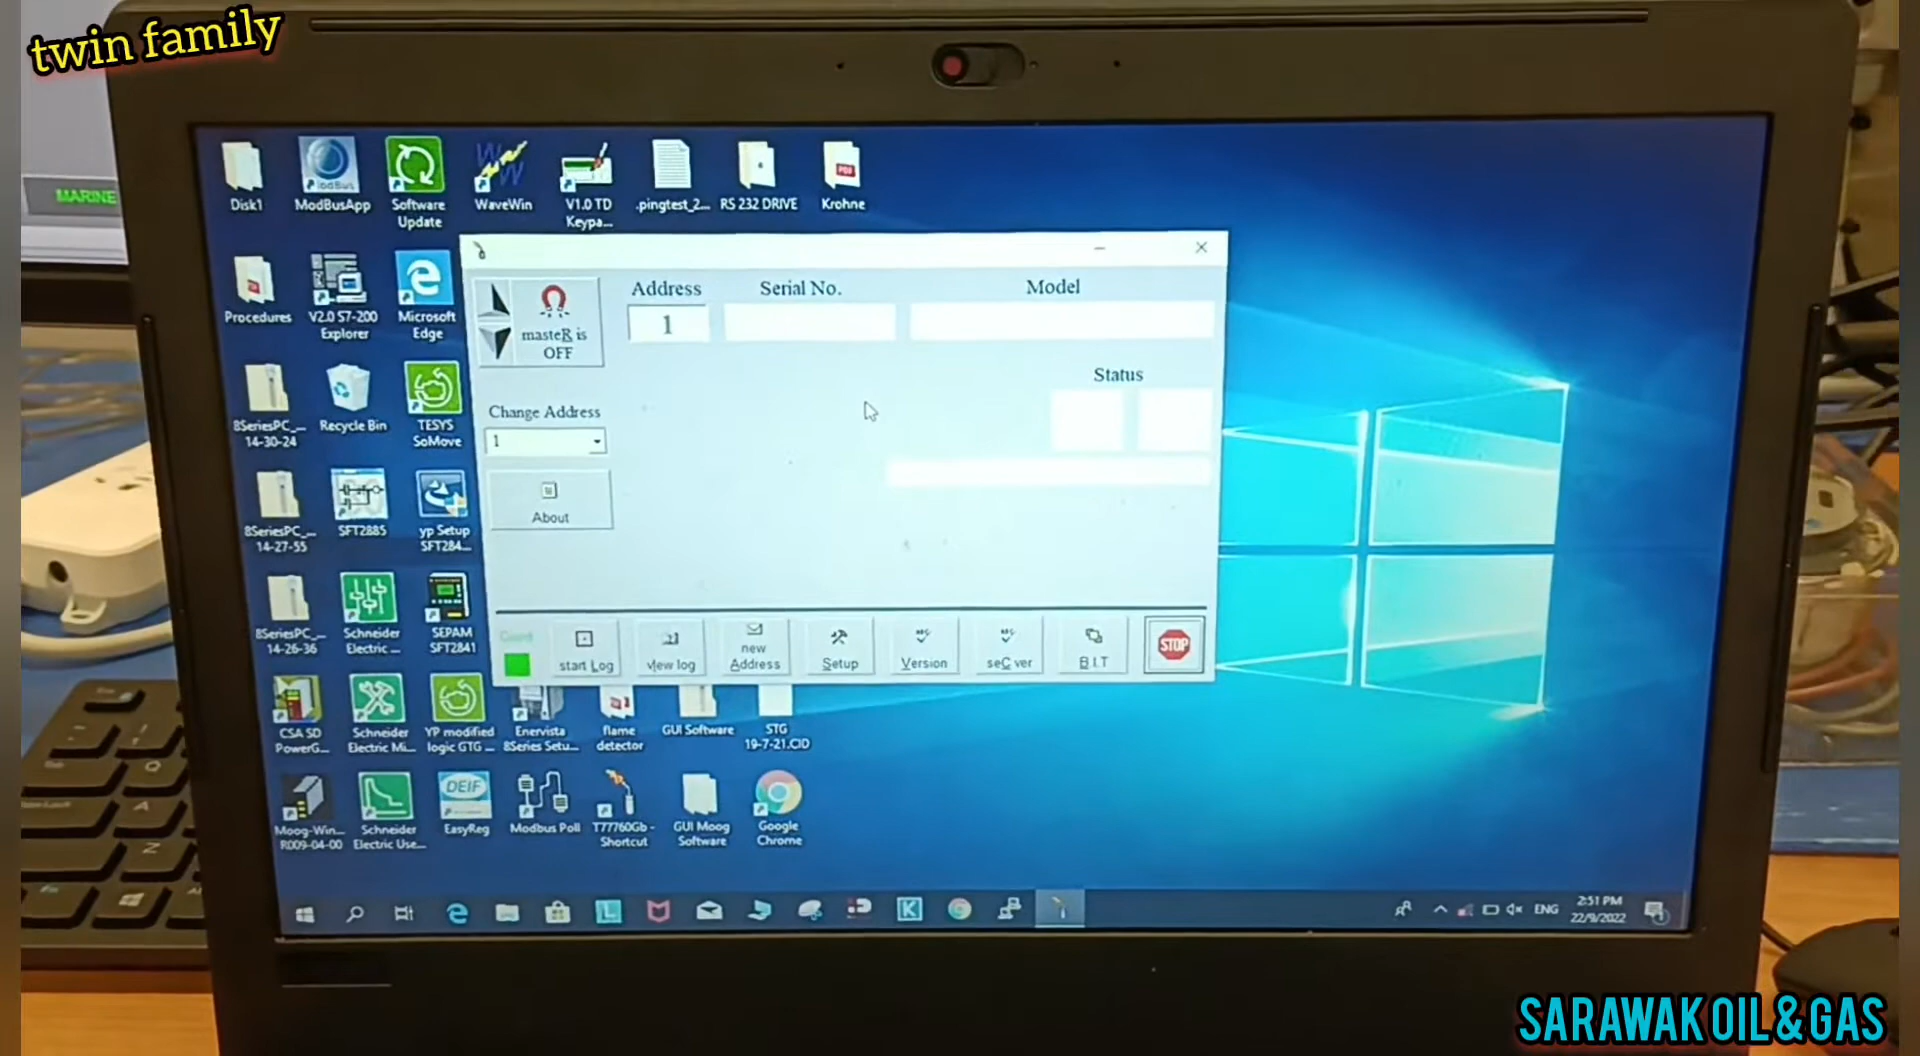 twin family
MARINE
Disk1
ModBusApp
Software
Update
WaveWin
V1.0 TD
Keypa...
.pingtest_2...
RS 232 DRIVE
Krohne
Procedures
V2.0 S7-200
Explorer
Microsoft
Edge
8SeriesPC_...
14-30-24
Recycle Bin
TESYS
SoMove
8SeriesPC_...
14-27-55
SFT2885
yp Setup
SFT284...
8SeriesPC_...
14-26-36
Schneider
Electric ...
SEPAM
SFT2841
CSA SD
PowerG...
Schneider
Electric Mi...
YP modified
logic GTG ...
Enervista
8Series Setu...
flame
detector
GUI Software
STG
19-7-21.CID
Moog-Win...
R009-04-00
Schneider
Electric Use...
DEIF
EasyReg
Modbus Poll
T77760Gb -
Shortcut
GUI Moog
Software
Google
Chrome
masteR is
OFF
Address
1
Serial No.
Model
Status
Change Address
1
About
start Log
view log
new
Address
Setup
Version
seC ver
B.I.T
STOP
ENG
2:51 PM
22/9/2022
SARAWAK OIL & GAS